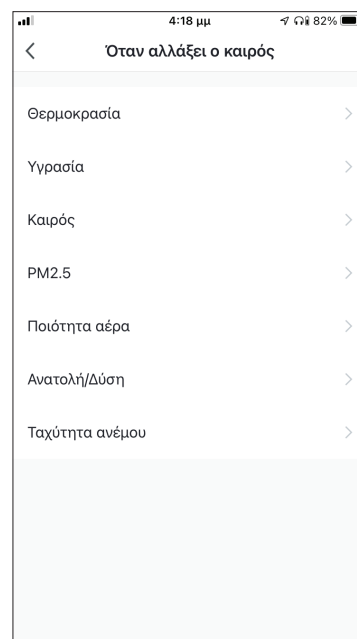 4:18 μμ 82%
Όταν αλλάξει ο καιρός
Θερμοκρασία
Υγρασία
Καιρός
PM2.5
Ποιότητα αέρα
Ανατολή/Δύση
Ταχύτητα ανέμου